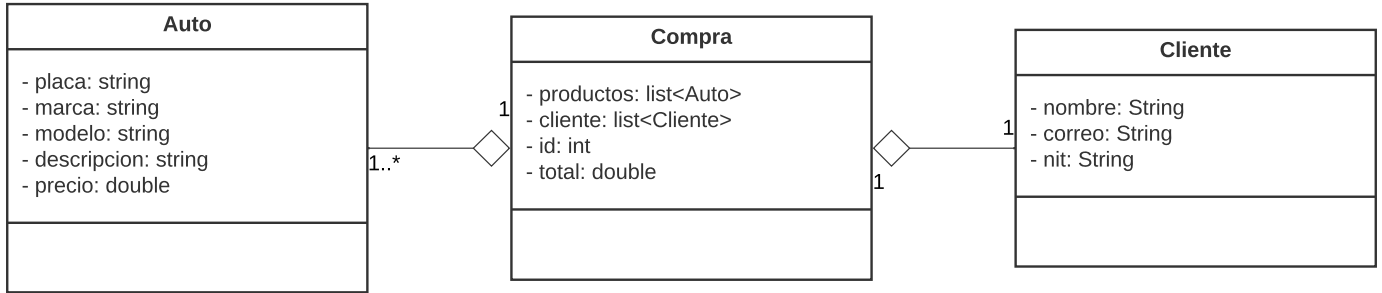 Auto
- placa: string
- marca: string
- modelo: string
- descripcion: string
- precio: double
1..*
1
Compra
- productos: list<Auto>
- cliente: list<Cliente>
- id: int
- total: double
1
1
Cliente
- nombre: String
- correo: String
- nit: String